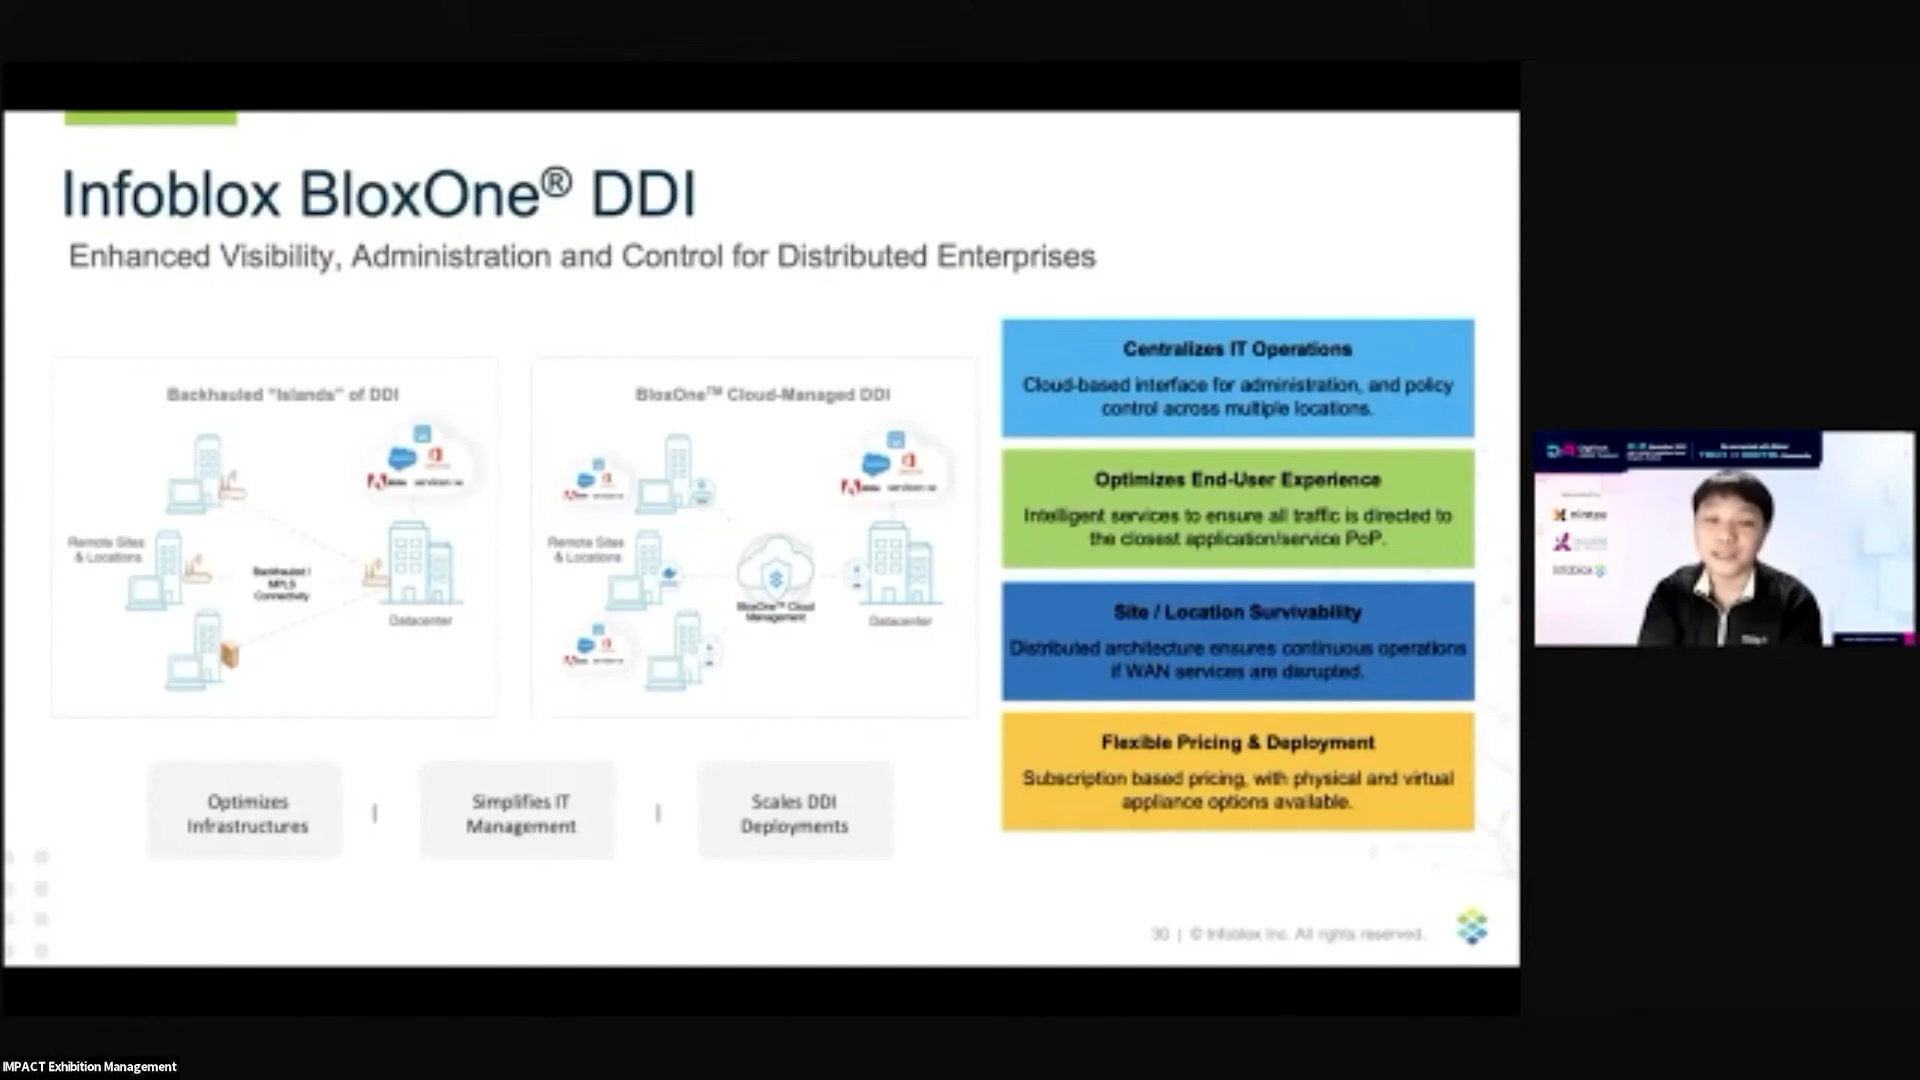 Infoblox BloxOne® DDI
Enhanced Visibility, Administration and Control for Distributed Enterprises
Backhauled "Islands" of DDI
Remote Sites
& Locations
Backhauled /
MPLS
Connectivity
Datacenter
BloxOne™ Cloud-Managed DDI
Remote Sites
& Locations
BloxOne™ Cloud
Management
Datacenter
Centralizes IT Operations
Cloud-based interface for administration, and policy
control across multiple locations.
Optimizes End-User Experience
Intelligent services to ensure all traffic is directed to
the closest application/service PoP.
Site / Location Survivability
Distributed architecture ensures continuous operations
if WAN services are disrupted.
Flexible Pricing & Deployment
Subscription based pricing, with physical and virtual
appliance options available.
Optimizes
Infrastructures
|
Simplifies IT
Management
|
Scales DDI
Deployments
30 | © Infoblox Inc. All rights reserved.
infoblox
IMPACT Exhibition Management